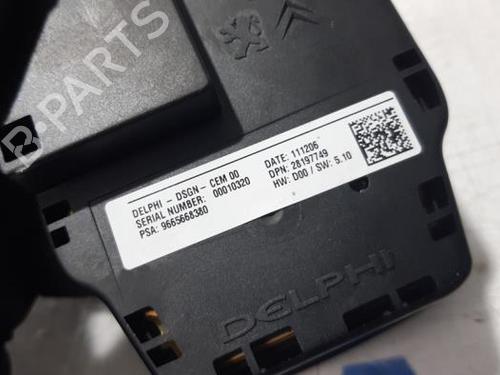 B-PARTS
DELPHI - DSGN- CEM 00
SERIAL NUMBER: 00010320
PSA: 9665668380
DATE: 111206
DPN: 28197749
HW: D00 / SW: 5.10
DELPHI